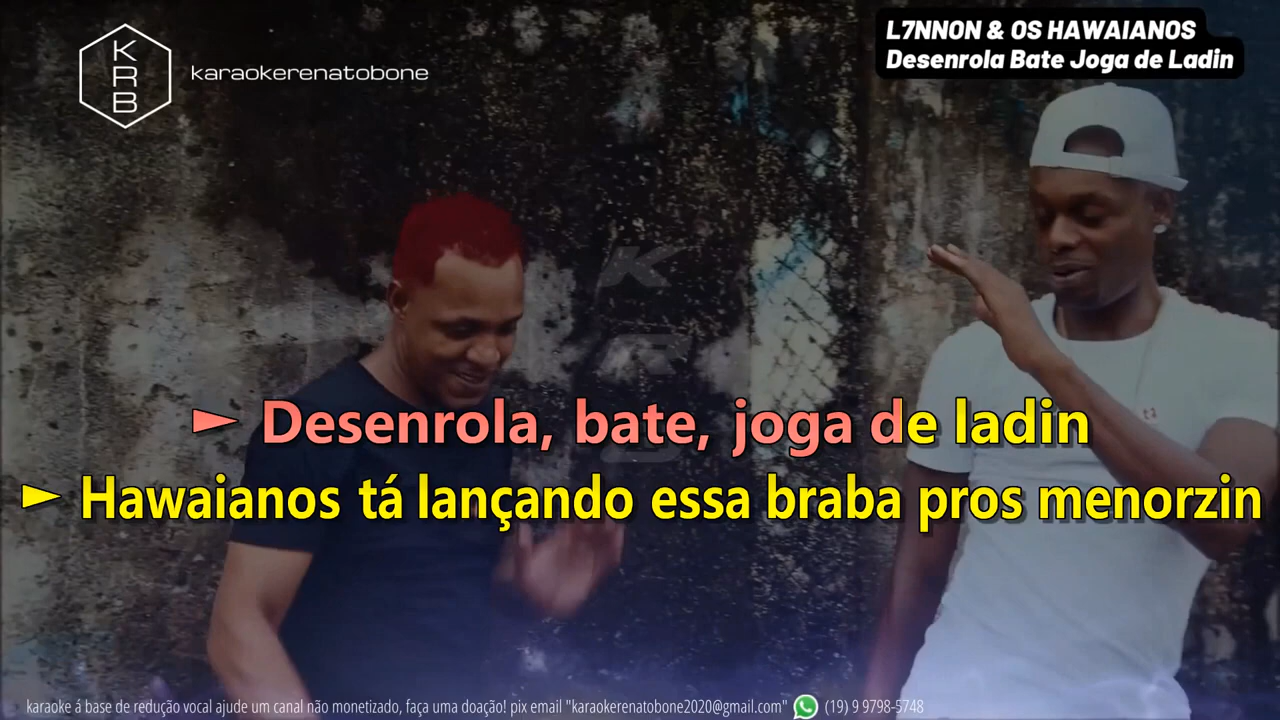 KRB
karaokerenatobone
L7NNON & OS HAWAIANOS
Desenrola Bate Joga de Ladin
KRB
► Desenrola, bate, joga de ladin
► Hawaianos tá lançando essa braba pros menorzin
karaoke á base de redução vocal ajude um canal não monetizado, faça uma doação! pix email "karaokerenatobone2020@gmail.com" (19) 9 9798-5748